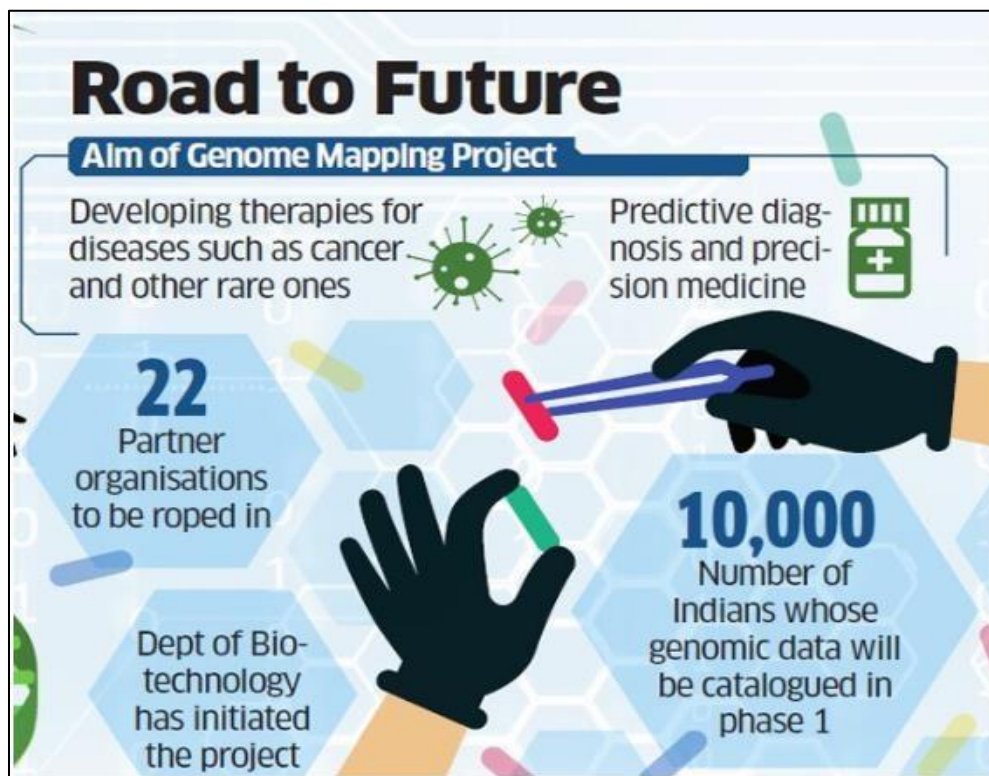 Road to Future
Aim of Genome Mapping Project
Developing therapies for
diseases such as cancer
and other rare ones
Predictive diag-
nosis and preci-
sion medicine
22
Partner
organisations
to be roped in
10,000
Number of
Indians whose
genomic data will
be catalogued in
phase 1
Dept of Bio-
technology
has initiated
the project